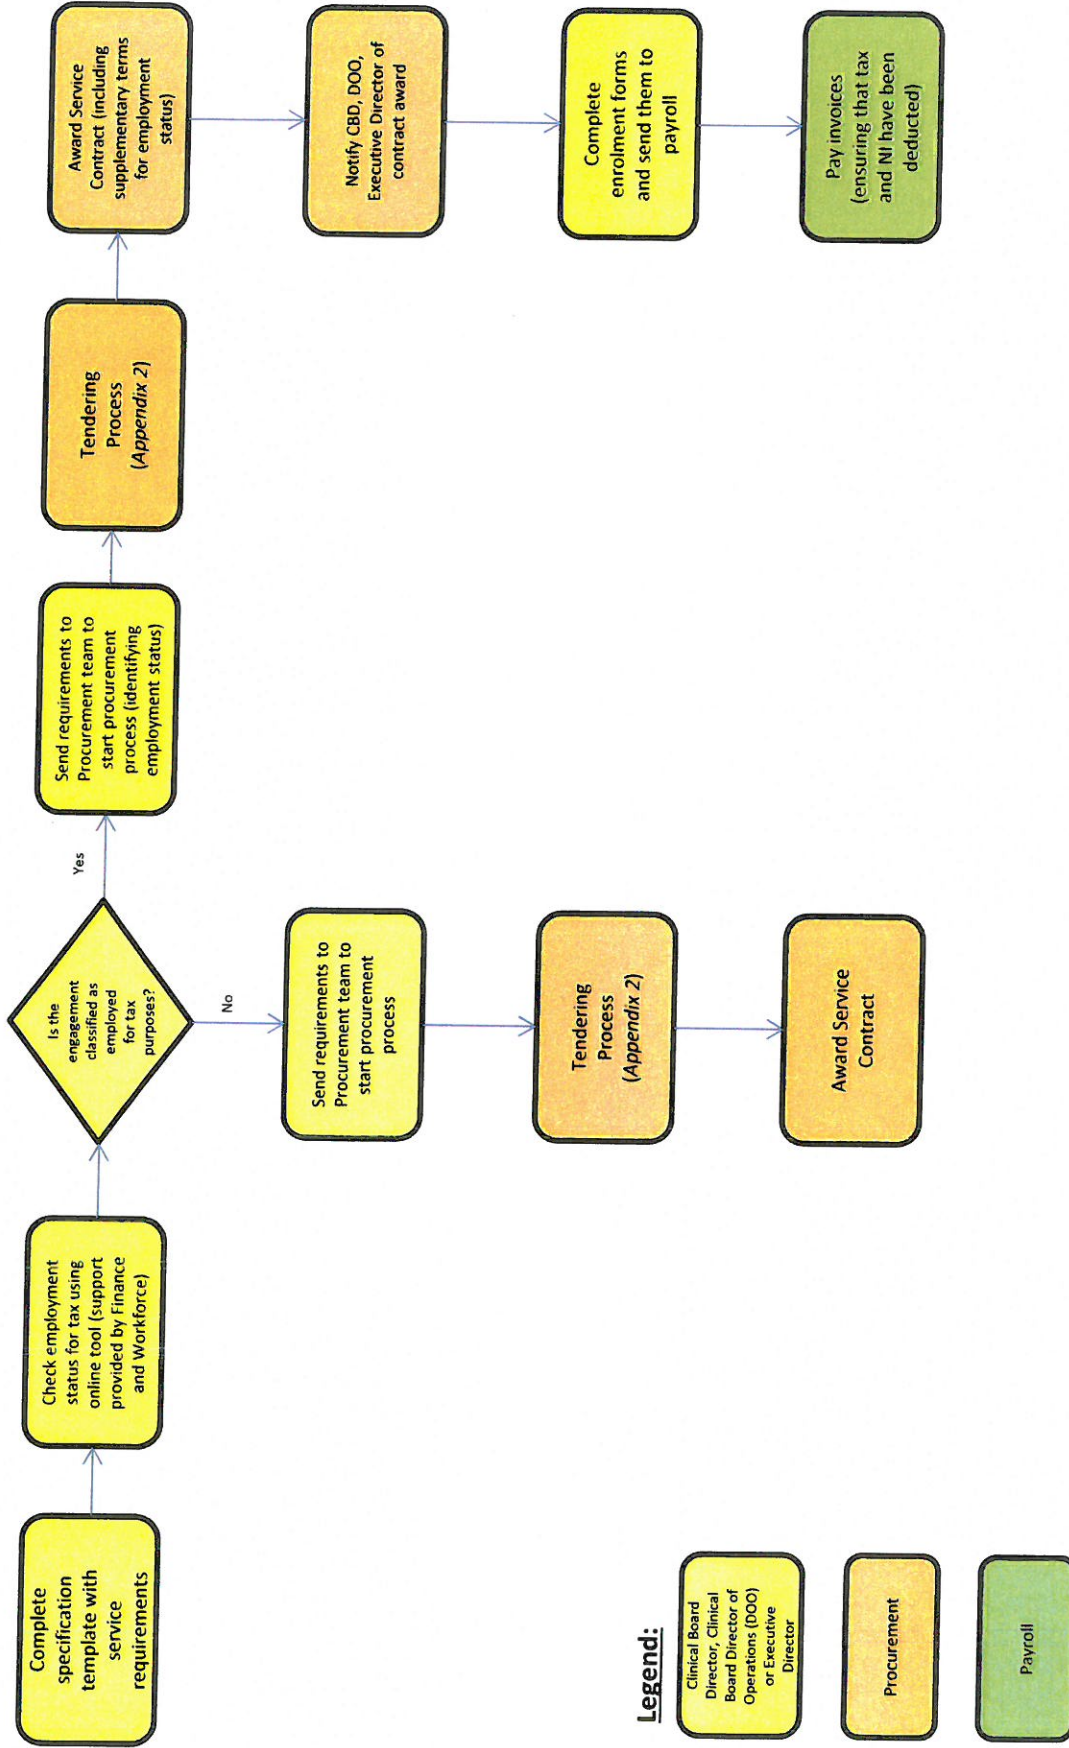 Complete
specification
template with
service
requirements
Check employment
status for tax using
online tool (support
provided by Finance
and Workforce)
Is the
engagement
classified as
employed
for tax
purposes?
Yes
No
Send requirements to
Procurement team to
start procurement
process (identifying
employment status)
Tendering
Process
(Appendix 2)
Award Service
Contract (including
supplementary terms
for employment
status)
Notify CBD, DOO,
Executive Director of
contract award
Complete
enrolment forms
and send them to
payroll
Pay invoices
(ensuring that tax
and NI have been
deducted)
Send requirements to
Procurement team to
start procurement
process
Tendering
Process
(Appendix 2)
Award Service
Contract
Legend:
Clinical Board
Director, Clinical
Board Director of
Operations (DOO)
or Executive
Director
Procurement
Payroll